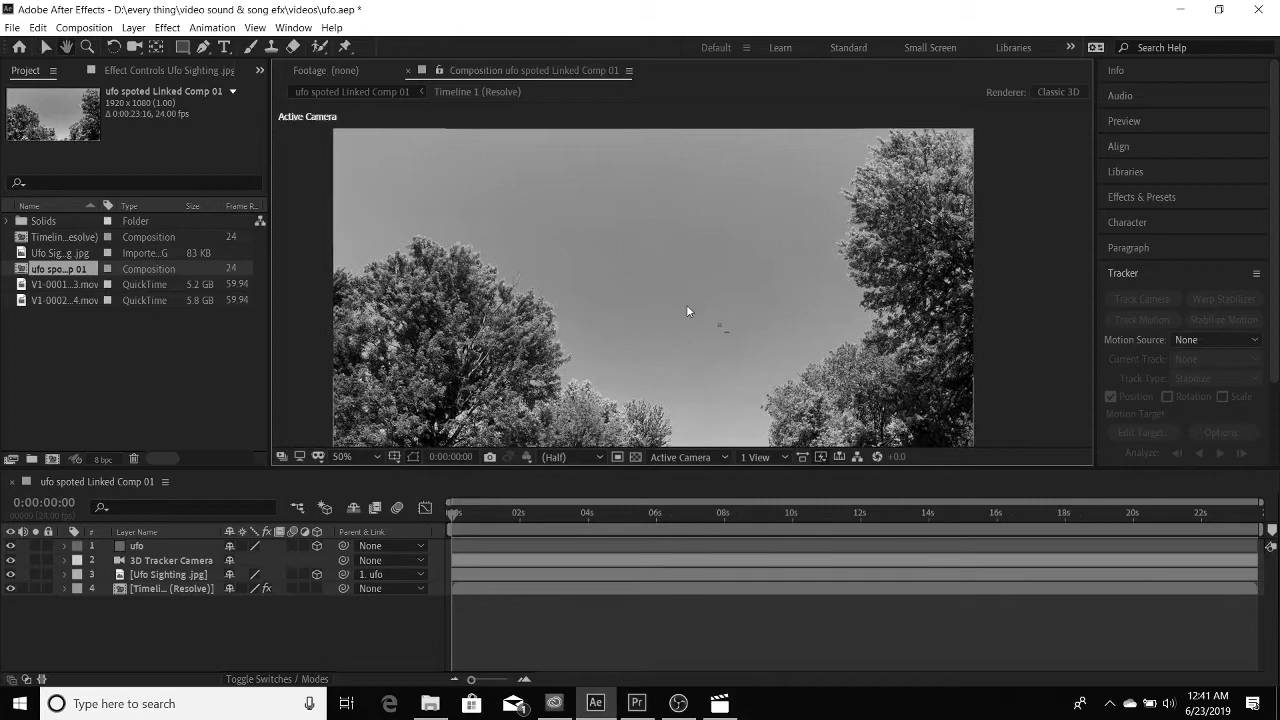 Adobe After Effects - D:\every thing\video sound & song efx\videos\ufo.aep *
File Edit Composition Layer Effect Animation View Window Help
Default Learn Standard Small Screen Libraries Search Help
Project Effect Controls Ufo Sighting .jpg
Footage (none) Composition ufo spoted Linked Comp 01
Info
ufo spoted Linked Comp 01
1920 x 1080 (1.00)
Δ 0:00:23:16, 24.00 fps
ufo spoted Linked Comp 01 Timeline 1 (Resolve) Renderer: Classic 3D
Audio
Active Camera
Preview
Align
Libraries
Effects & Presets
Character
Paragraph
Tracker
Name: Type Size Frame R...
Solids Folder
Timelin...esolve) Composition 24
Ufo Sig...g .jpg Importe...G 83 KB
ufo spo...p 01 Composition 24
V1-0001...3.mov QuickTime 5.2 GB 59.94
V1-0002...4.mov QuickTime 5.8 GB 59.94
Track Camera Warp Stabilizer
Track Motion Stabilize Motion
Motion Source: None
Current Track: None
Track Type: Stabilize
Position Rotation Scale
Motion Target:
Edit Target... Options...
Analyze:
8 bpc
50% 0:00:00:00 (Half) Active Camera 1 View +0.0
ufo spoted Linked Comp 01
0:00:00:00
00000 (24.00 fps)
02s 04s 06s 08s 10s 12s 14s 16s 18s 20s 22s
# Layer Name Parent & Link
1 ufo None
2 3D Tracker Camera None
3 [Ufo Sighting .jpg] 1. ufo
4 [Timeli... (Resolve)] None
Toggle Switches / Modes
Type here to search
Ae Pr
12:41 AM
6/23/2019